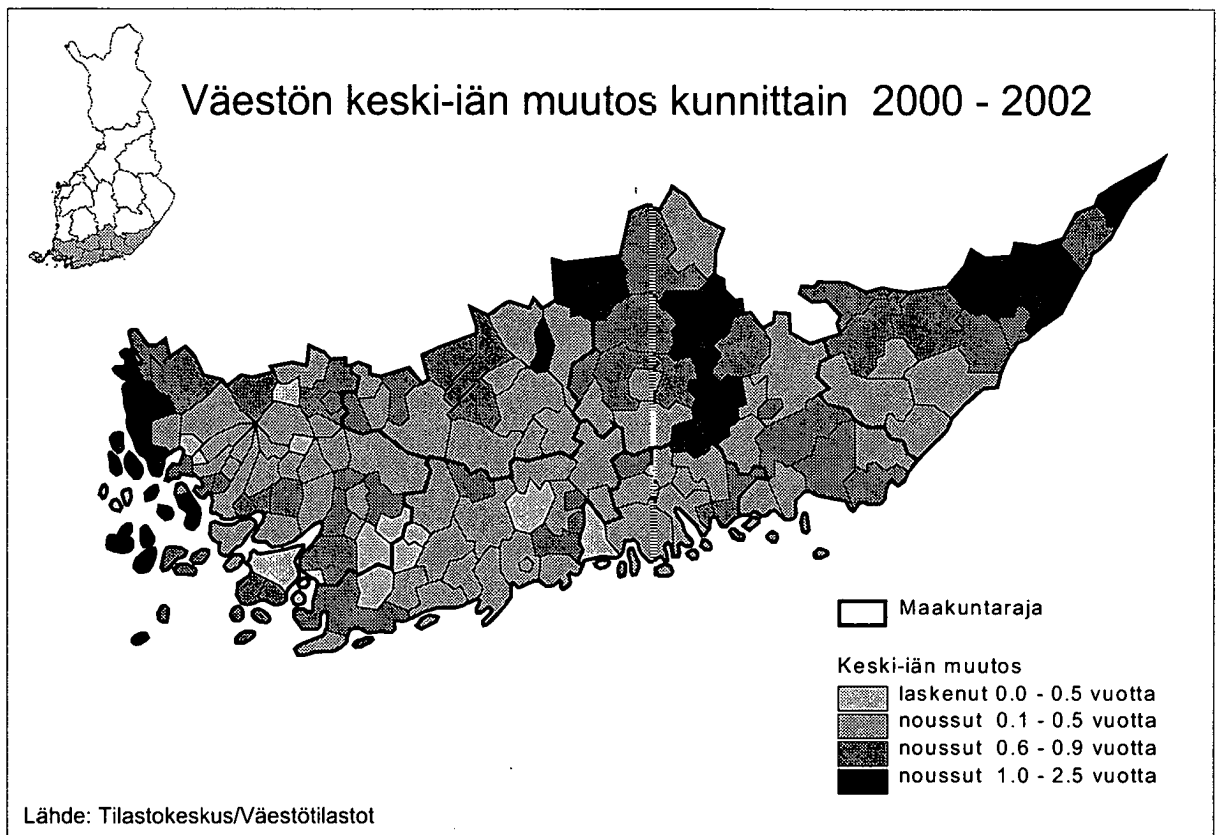 Väestön keski-iän muutos kunnittain 2000 - 2002
Maakuntaraja
Keski-iän muutos
laskenut 0.0 - 0.5 vuotta
noussut 0.1 - 0.5 vuotta
noussut 0.6 - 0.9 vuotta
noussut 1.0 - 2.5 vuotta
Lähde: Tilastokeskus/Väestötilastot